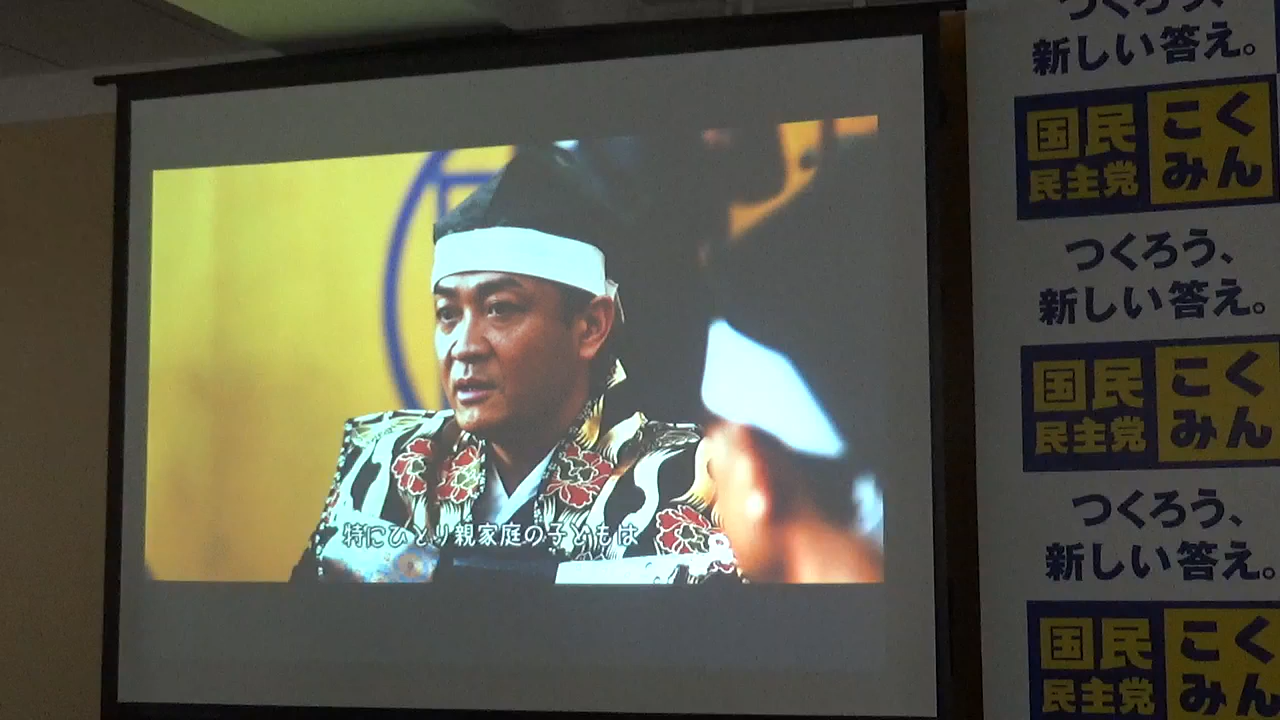 特にひとり親家庭の子どもは
つくろう、
新しい答え。
国民
民主党
こく
みん
つくろう、
新しい答え。
国民
民主党
こく
みん
つくろう、
新しい答え。
国民
民主党
こく
みん